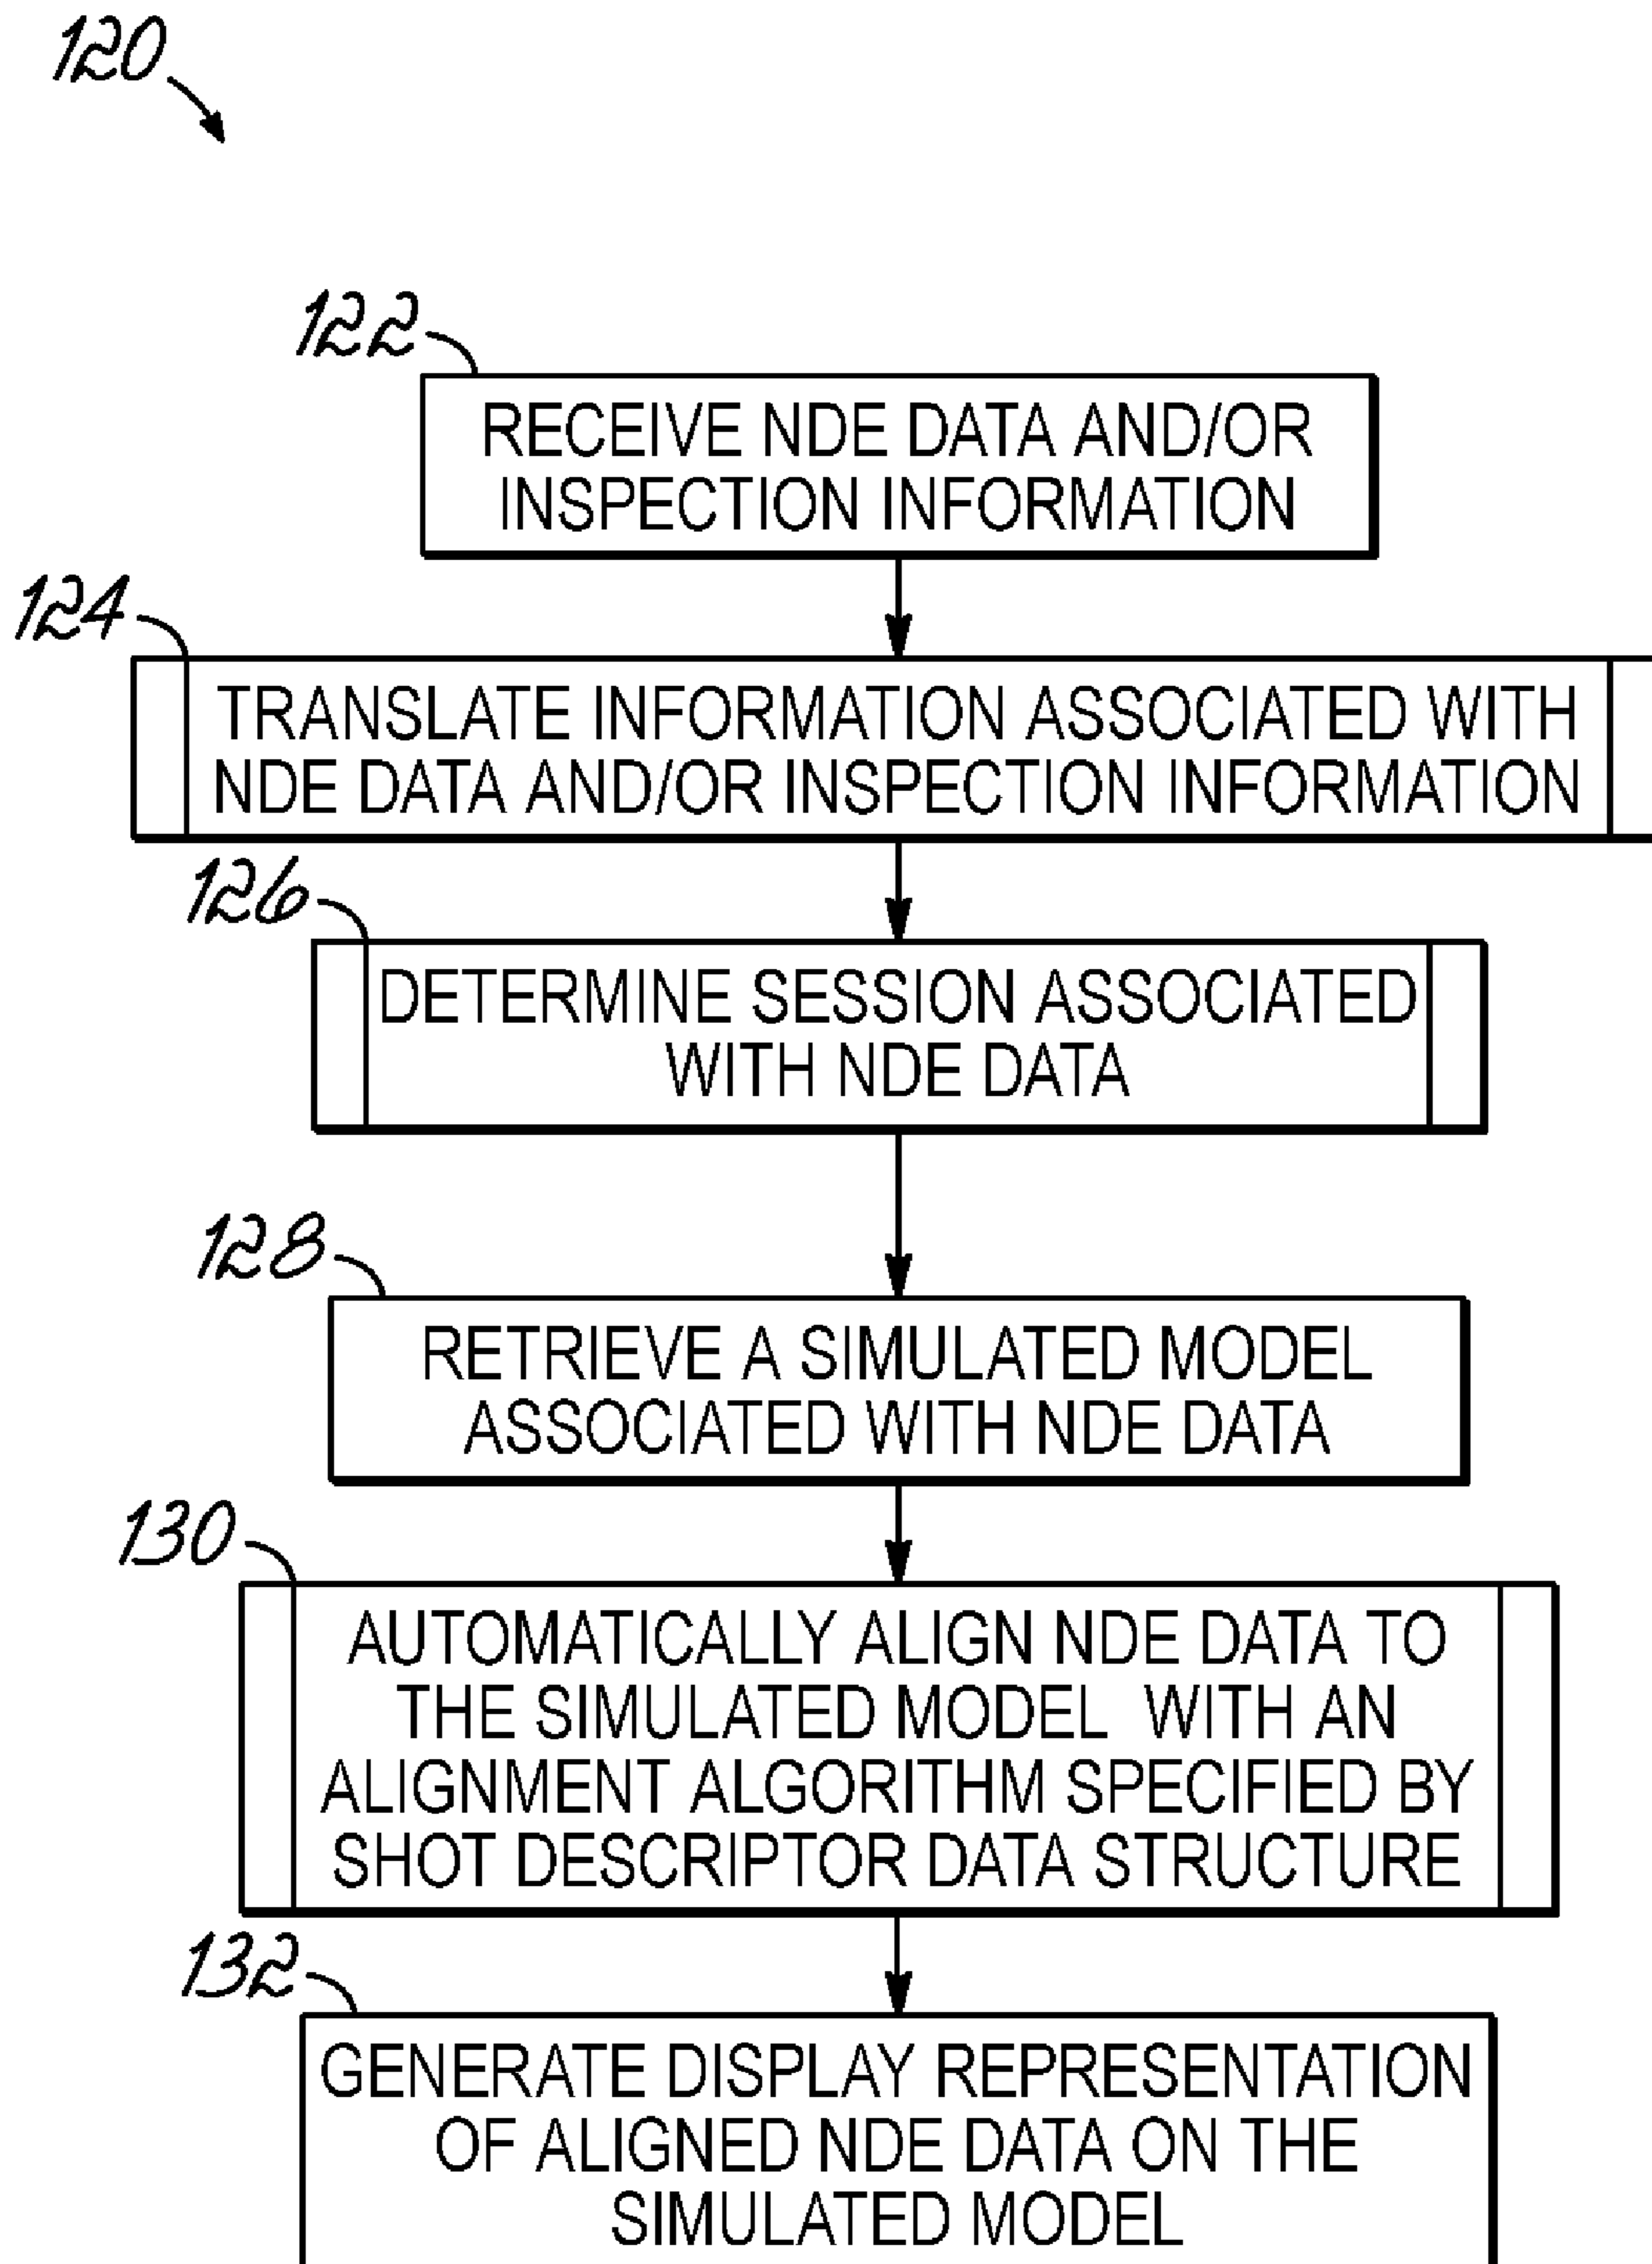 120
122
RECEIVE NDE DATA AND/OR
INSPECTION INFORMATION
124
TRANSLATE INFORMATION ASSOCIATED WITH
NDE DATA AND/OR INSPECTION INFORMATION
126
DETERMINE SESSION ASSOCIATED
WITH NDE DATA
128
RETRIEVE A SIMULATED MODEL
ASSOCIATED WITH NDE DATA
130
AUTOMATICALLY ALIGN NDE DATA TO
THE SIMULATED MODEL WITH AN
ALIGNMENT ALGORITHM SPECIFIED BY
SHOT DESCRIPTOR DATA STRUCTURE
132
GENERATE DISPLAY REPRESENTATION
OF ALIGNED NDE DATA ON THE
SIMULATED MODEL